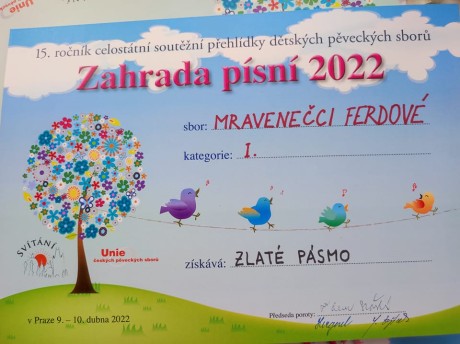 15. ročník celostátní soutěžní přehlídky dětských pěveckých sborů
Zahrada písní 2022
sbor: MRAVENEČCI FERDOVÉ
kategorie: I.
SVÍTÁNÍ
Unie
českých pěveckých sborů
získává: ZLATÉ PÁSMO
v Praze 9. – 10. dubna 2022
Předseda poroty:
Unie